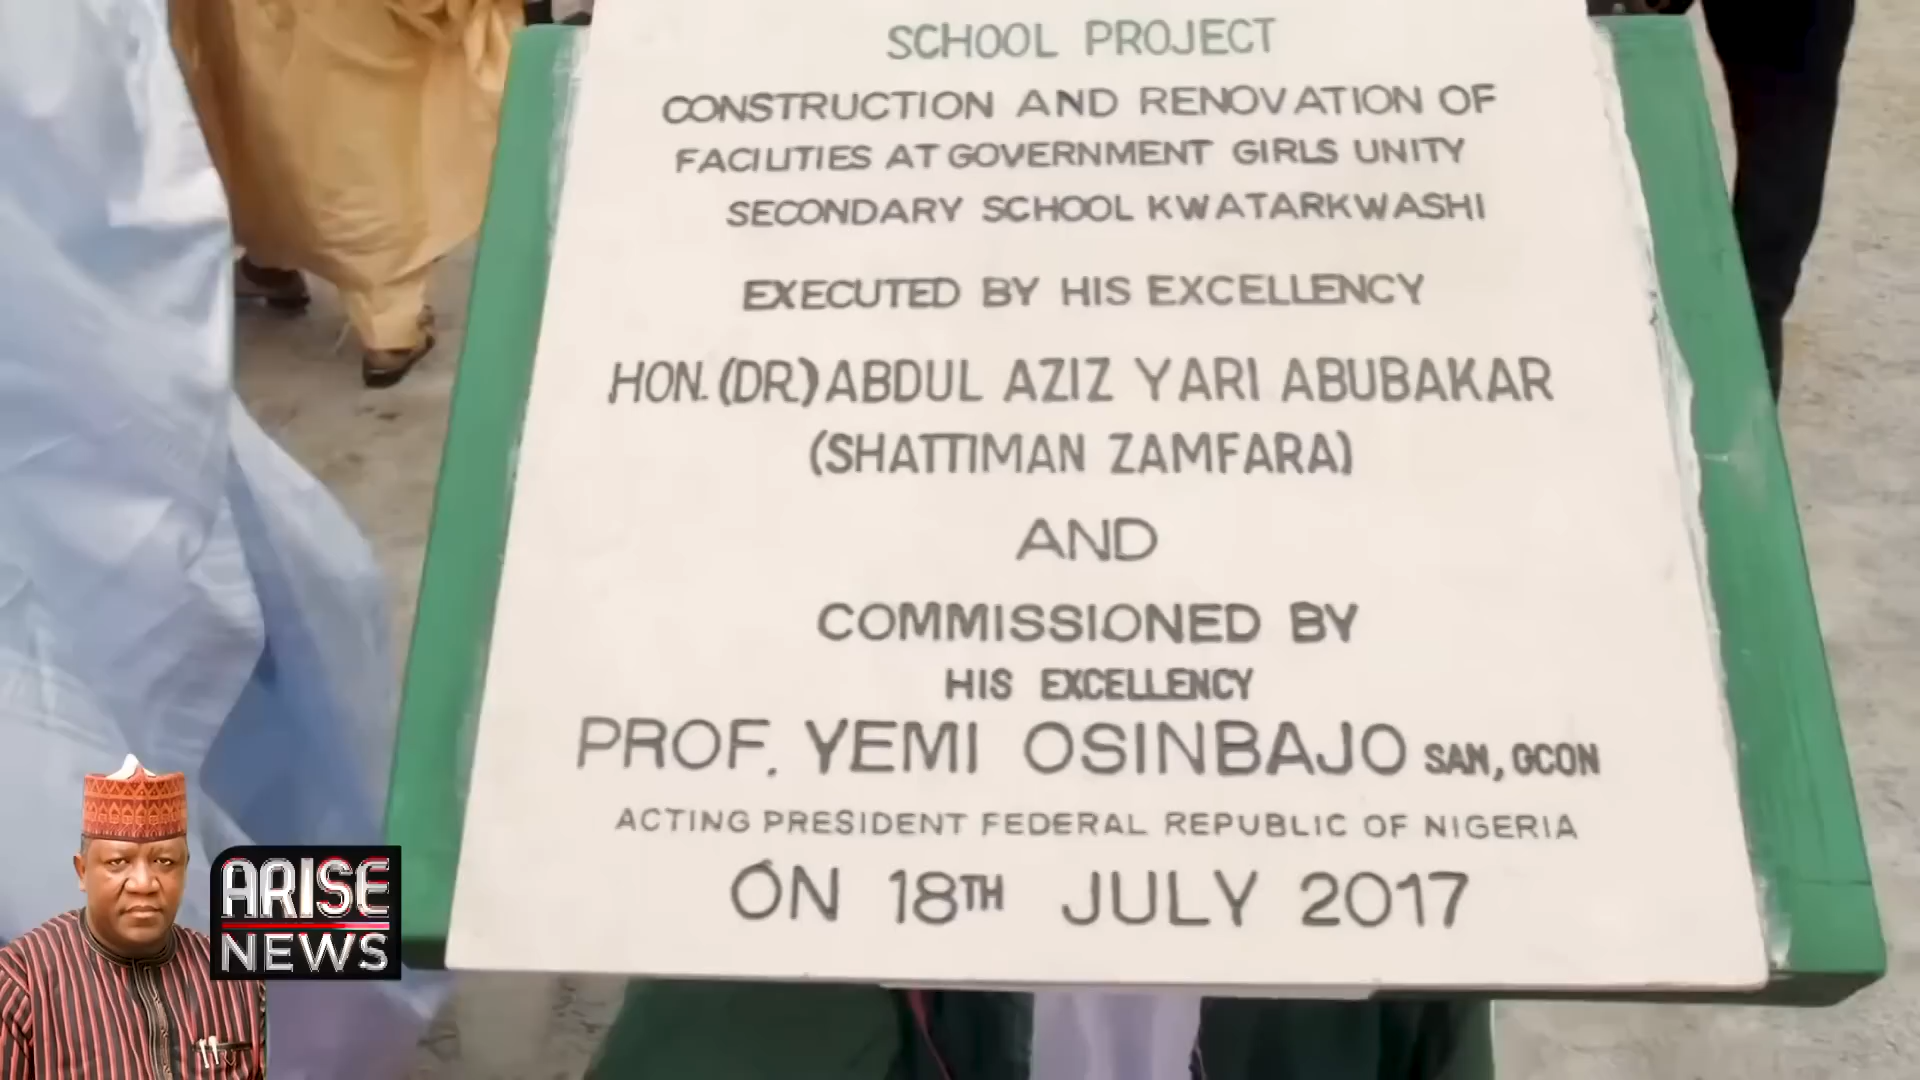 SCHOOL PROJECT
CONSTRUCTION AND RENOVATION OF
FACILITIES AT GOVERNMENT GIRLS UNITY
SECONDARY SCHOOL KWATARKWASHI
EXECUTED BY HIS EXCELLENCY
HON. (DR.) ABDUL AZIZ YARI ABUBAKAR
(SHATTIMAN ZAMFARA)
AND
COMMISSIONED BY
HIS EXCELLENCY
PROF. YEMI OSINBAJO SAN, GCON
ACTING PRESIDENT FEDERAL REPUBLIC OF NIGERIA
ON 18TH JULY 2017
ARISE
NEWS